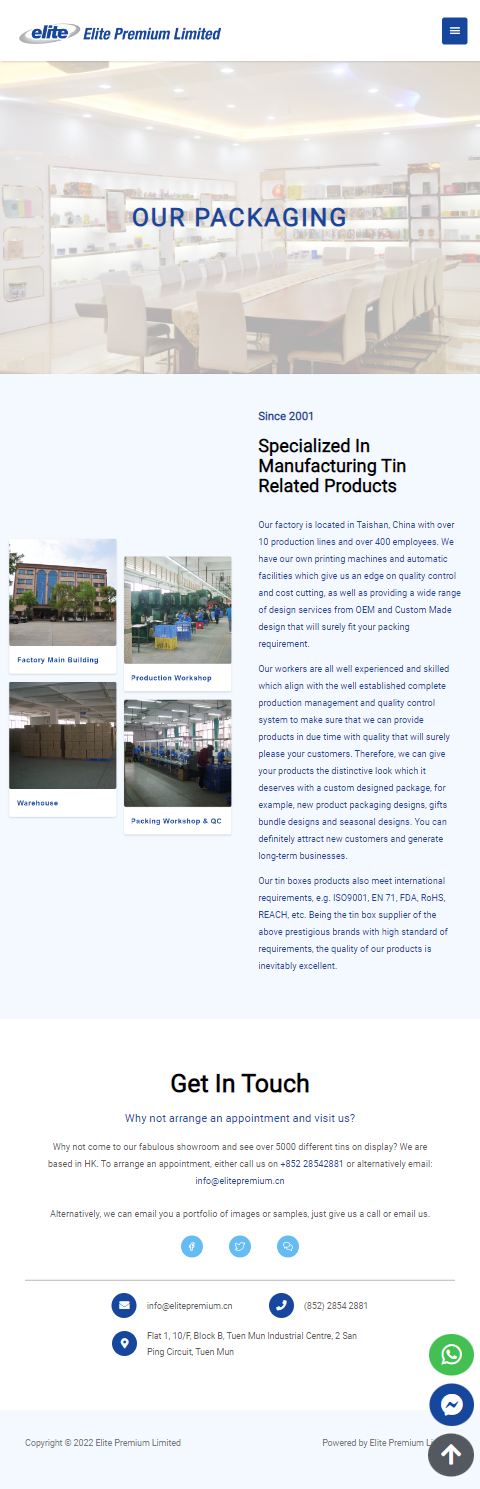 elite Elite Premium Limited
OUR PACKAGING
Since 2001
Specialized In
Manufacturing Tin
Related Products
Our factory is located in Taishan, China with over
10 production lines and over 400 employees. We
have our own printing machines and automatic
facilities which give us an edge on quality control
and cost cutting, as well as providing a wide range
of design services from OEM and Custom Made
design that will surely fit your packing
requirement.
Our workers are all well experienced and skilled
which align with the well established complete
production management and quality control
system to make sure that we can provide
products in due time with quality that will surely
please your customers. Therefore, we can give
your products the distinctive look which it
deserves with a custom designed package, for
example, new product packaging designs, gifts
bundle designs and seasonal designs. You can
definitely attract new customers and generate
long-term businesses.
Our tin boxes products also meet international
requirements, e.g. ISO9001, EN 71, FDA, RoHS,
REACH, etc. Being the tin box supplier of the
above prestigious brands with high standard of
requirements, the quality of our products is
inevitably excellent.
Factory Main Building
Production Workshop
Warehouse
Packing Workshop & QC
Get In Touch
Why not arrange an appointment and visit us?
Why not come to our fabulous showroom and see over 5000 different tins on display? We are
based in HK. To arrange an appointment, either call us on +852 28542881 or alternatively email:
info@elitepremium.cn
Alternatively, we can email you a portfolio of images or samples, just give us a call or email us.
info@elitepremium.cn
(852) 2854 2881
Flat 1, 10/F, Block B, Tuen Mun Industrial Centre, 2 San
Ping Circuit, Tuen Mun
Copyright © 2022 Elite Premium Limited
Powered by Elite Premium